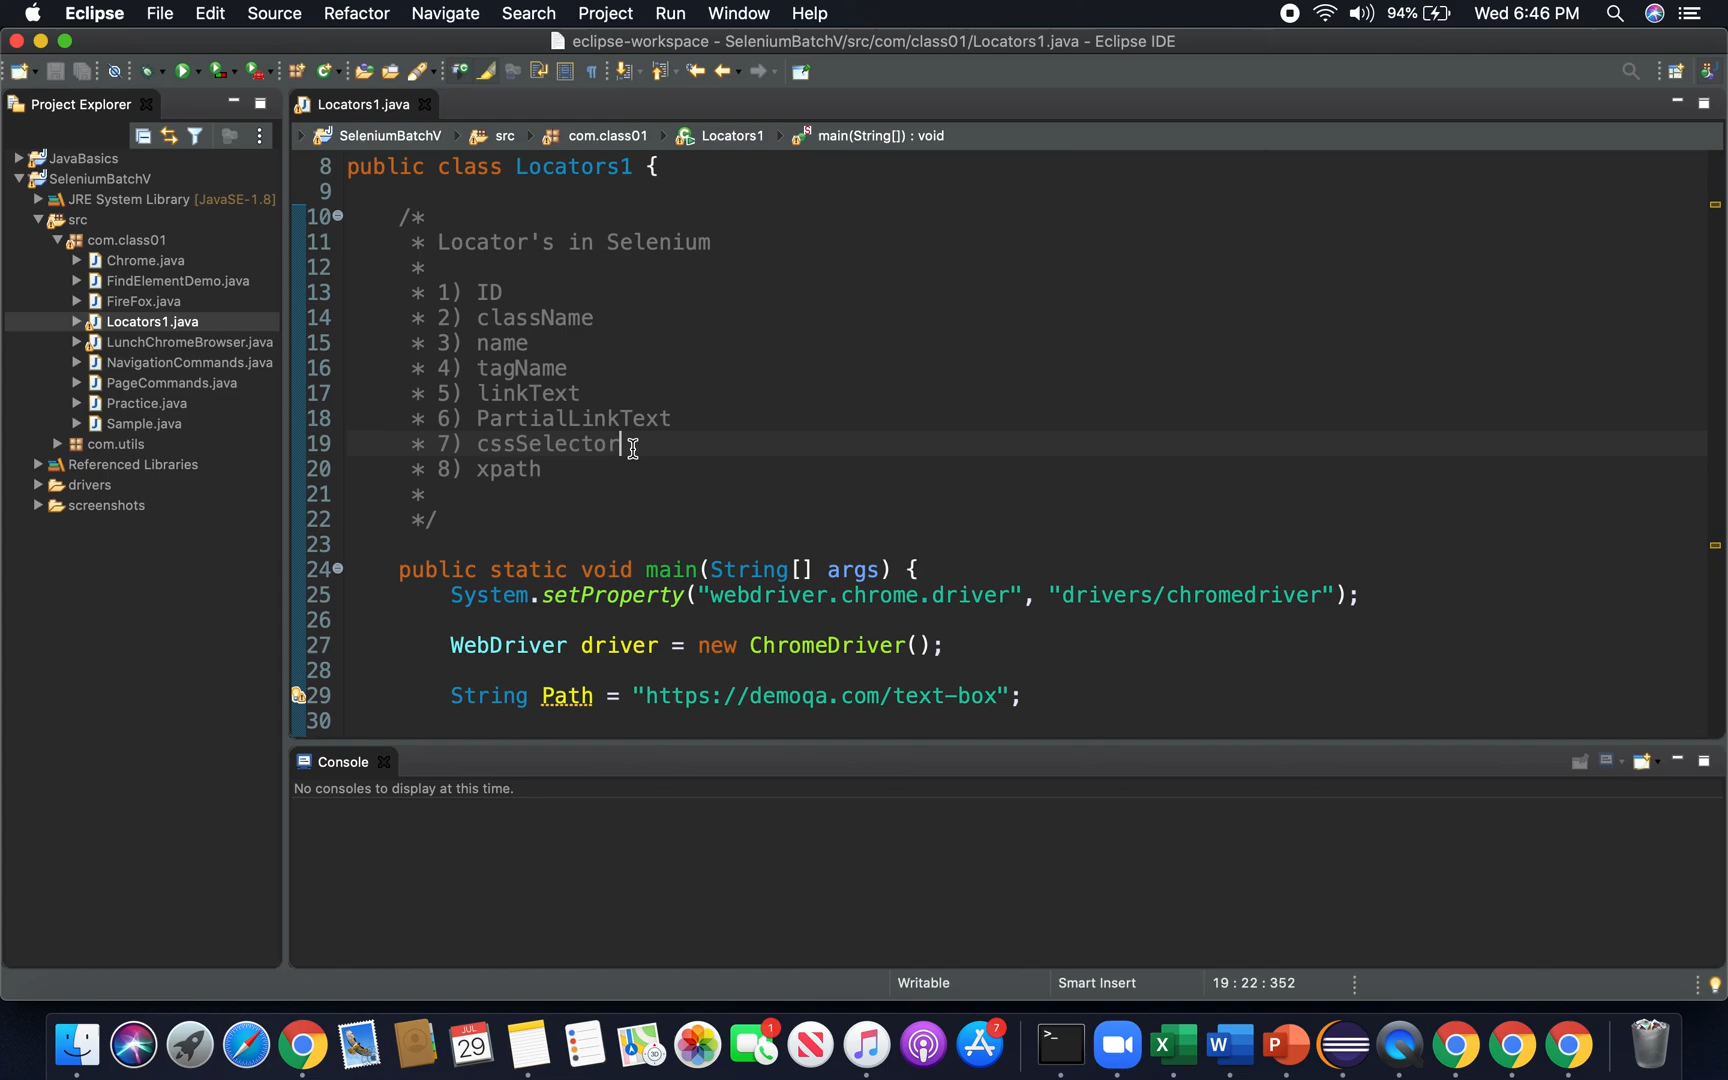 Eclipse File Edit Source Refactor Navigate Search Project Run Window Help 94% Wed 6:46 PM
eclipse-workspace - SeleniumBatchV/src/com/class01/Locators1.java - Eclipse IDE
Project Explorer
JavaBasics
SeleniumBatchV
JRE System Library [JavaSE-1.8]
src
com.class01
Chrome.java
FindElementDemo.java
FireFox.java
Locators1.java
LunchChromeBrowser.java
NavigationCommands.java
PageCommands.java
Practice.java
Sample.java
com.utils
Referenced Libraries
drivers
screenshots
Locators1.java
SeleniumBatchV src com.class01 Locators1 main(String[]) : void
8 public class Locators1 {
9
10 /*
11 * Locator's in Selenium
12 *
13 * 1) ID
14 * 2) className
15 * 3) name
16 * 4) tagName
17 * 5) linkText
18 * 6) PartialLinkText
19 * 7) cssSelector
20 * 8) xpath
21 *
22 */
23
24 public static void main(String[] args) {
25 System.setProperty("webdriver.chrome.driver", "drivers/chromedriver");
26
27 WebDriver driver = new ChromeDriver();
28
29 String Path = "https://demoqa.com/text-box";
30
Console
No consoles to display at this time.
Writable Smart Insert 19 : 22 : 352
JUL
29
3D
1
7
>_
X
W
P